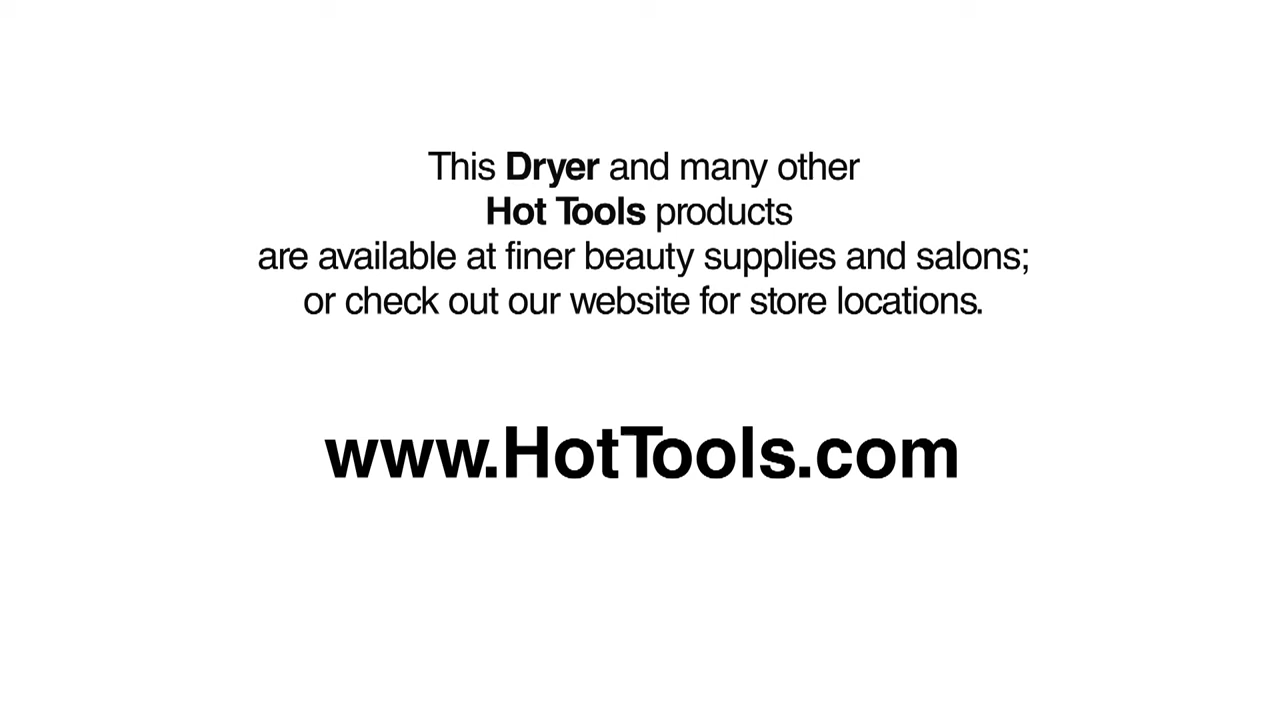 This Dryer and many other
Hot Tools products
are available at finer beauty supplies and salons;
or check out our website for store locations.
www.HotTools.com